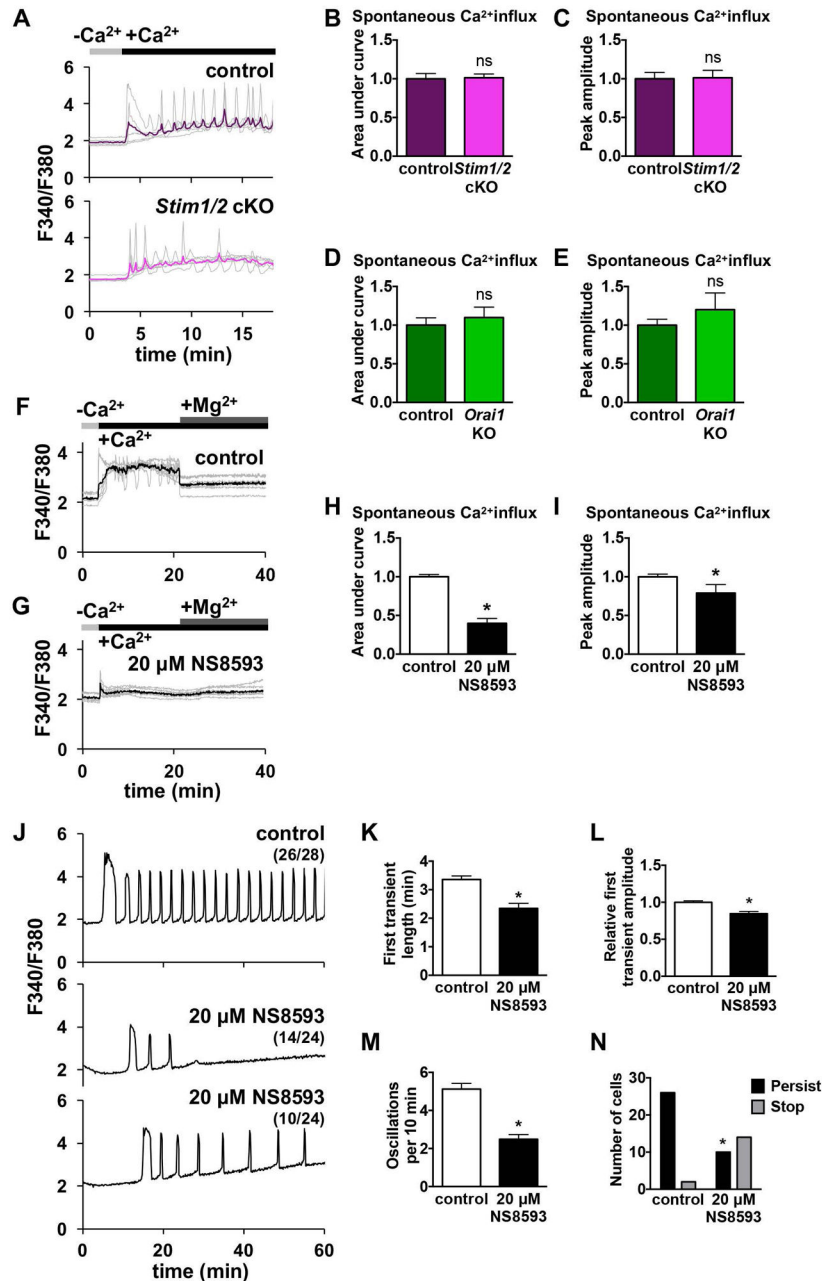 A
-Ca²⁺ +Ca²⁺
control
6
4
2
0
Stim1/2 cKO
6
4
2
0
F340/F380
0 5 10 15
time (min)
B Spontaneous Ca²⁺influx
Area under curve
1.5
1.0
0.5
0.0
ns
control Stim1/2
cKO
C Spontaneous Ca²⁺influx
Peak amplitude
1.5
1.0
0.5
0.0
ns
control Stim1/2
cKO
D Spontaneous Ca²⁺influx
Area under curve
1.5
1.0
0.5
0.0
ns
control Orai1
KO
E Spontaneous Ca²⁺influx
Peak amplitude
1.5
1.0
0.5
0.0
ns
control Orai1
KO
F
-Ca²⁺ +Mg²⁺
+Ca²⁺
control
F340/F380
4
2
0
0 20 40
G
-Ca²⁺ +Mg²⁺
+Ca²⁺
20 µM NS8593
F340/F380
4
2
0
0 20 40
time (min)
H Spontaneous Ca²⁺influx
Area under curve
1.5
1.0
0.5
0.0
*
control 20 µM
NS8593
I Spontaneous Ca²⁺influx
Peak amplitude
1.5
1.0
0.5
0.0
*
control 20 µM
NS8593
J
control
(26/28)
6
4
2
0
20 µM NS8593
(14/24)
6
4
2
20 µM NS8593
(10/24)
6
4
2
0
F340/F380
0 20 40 60
time (min)
K
First transient
length (min)
4
3
2
1
0
*
control 20 µM
NS8593
L
Relative first
transient amplitude
1.5
1.0
0.5
0.0
*
control 20 µM
NS8593
M
Oscillations
per 10 min
6
4
2
0
*
control 20 µM
NS8593
N
Number of cells
30
20
10
0
*
Persist
Stop
control 20 µM
NS8593